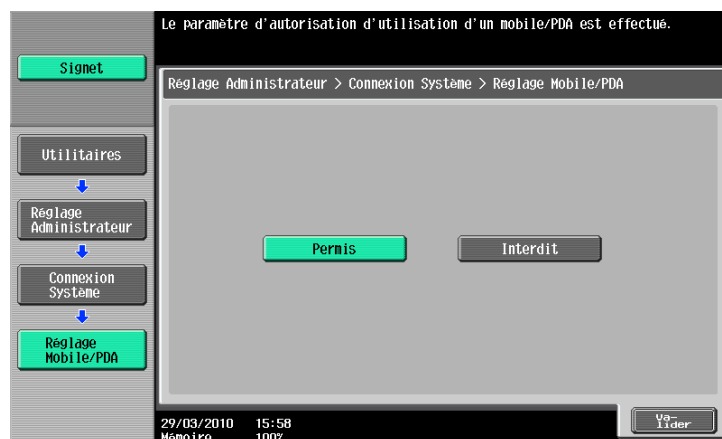 Le paramètre d'autorisation d'utilisation d'un mobile/PDA est effectué.
Signet
Réglage Administrateur > Connexion Système > Réglage Mobile/PDA
Utilitaires
Réglage
Administrateur
Connexion
Système
Réglage
Mobile/PDA
Permis
Interdit
29/03/2010 15:58
Mémoire 100%
Va-
lider